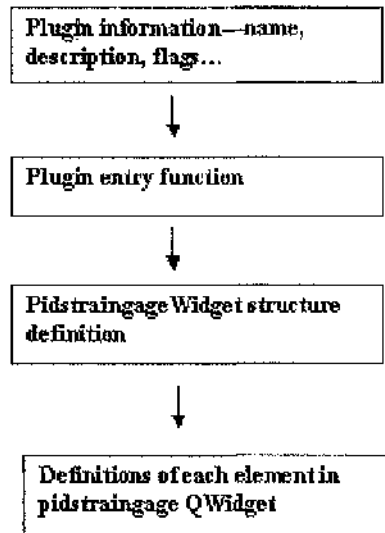 Plugin information—name,
description, flags...
Plugin entry function
Pidstraingage Widget structure
definition
Definitions of each element in
pidstraingage QWidget